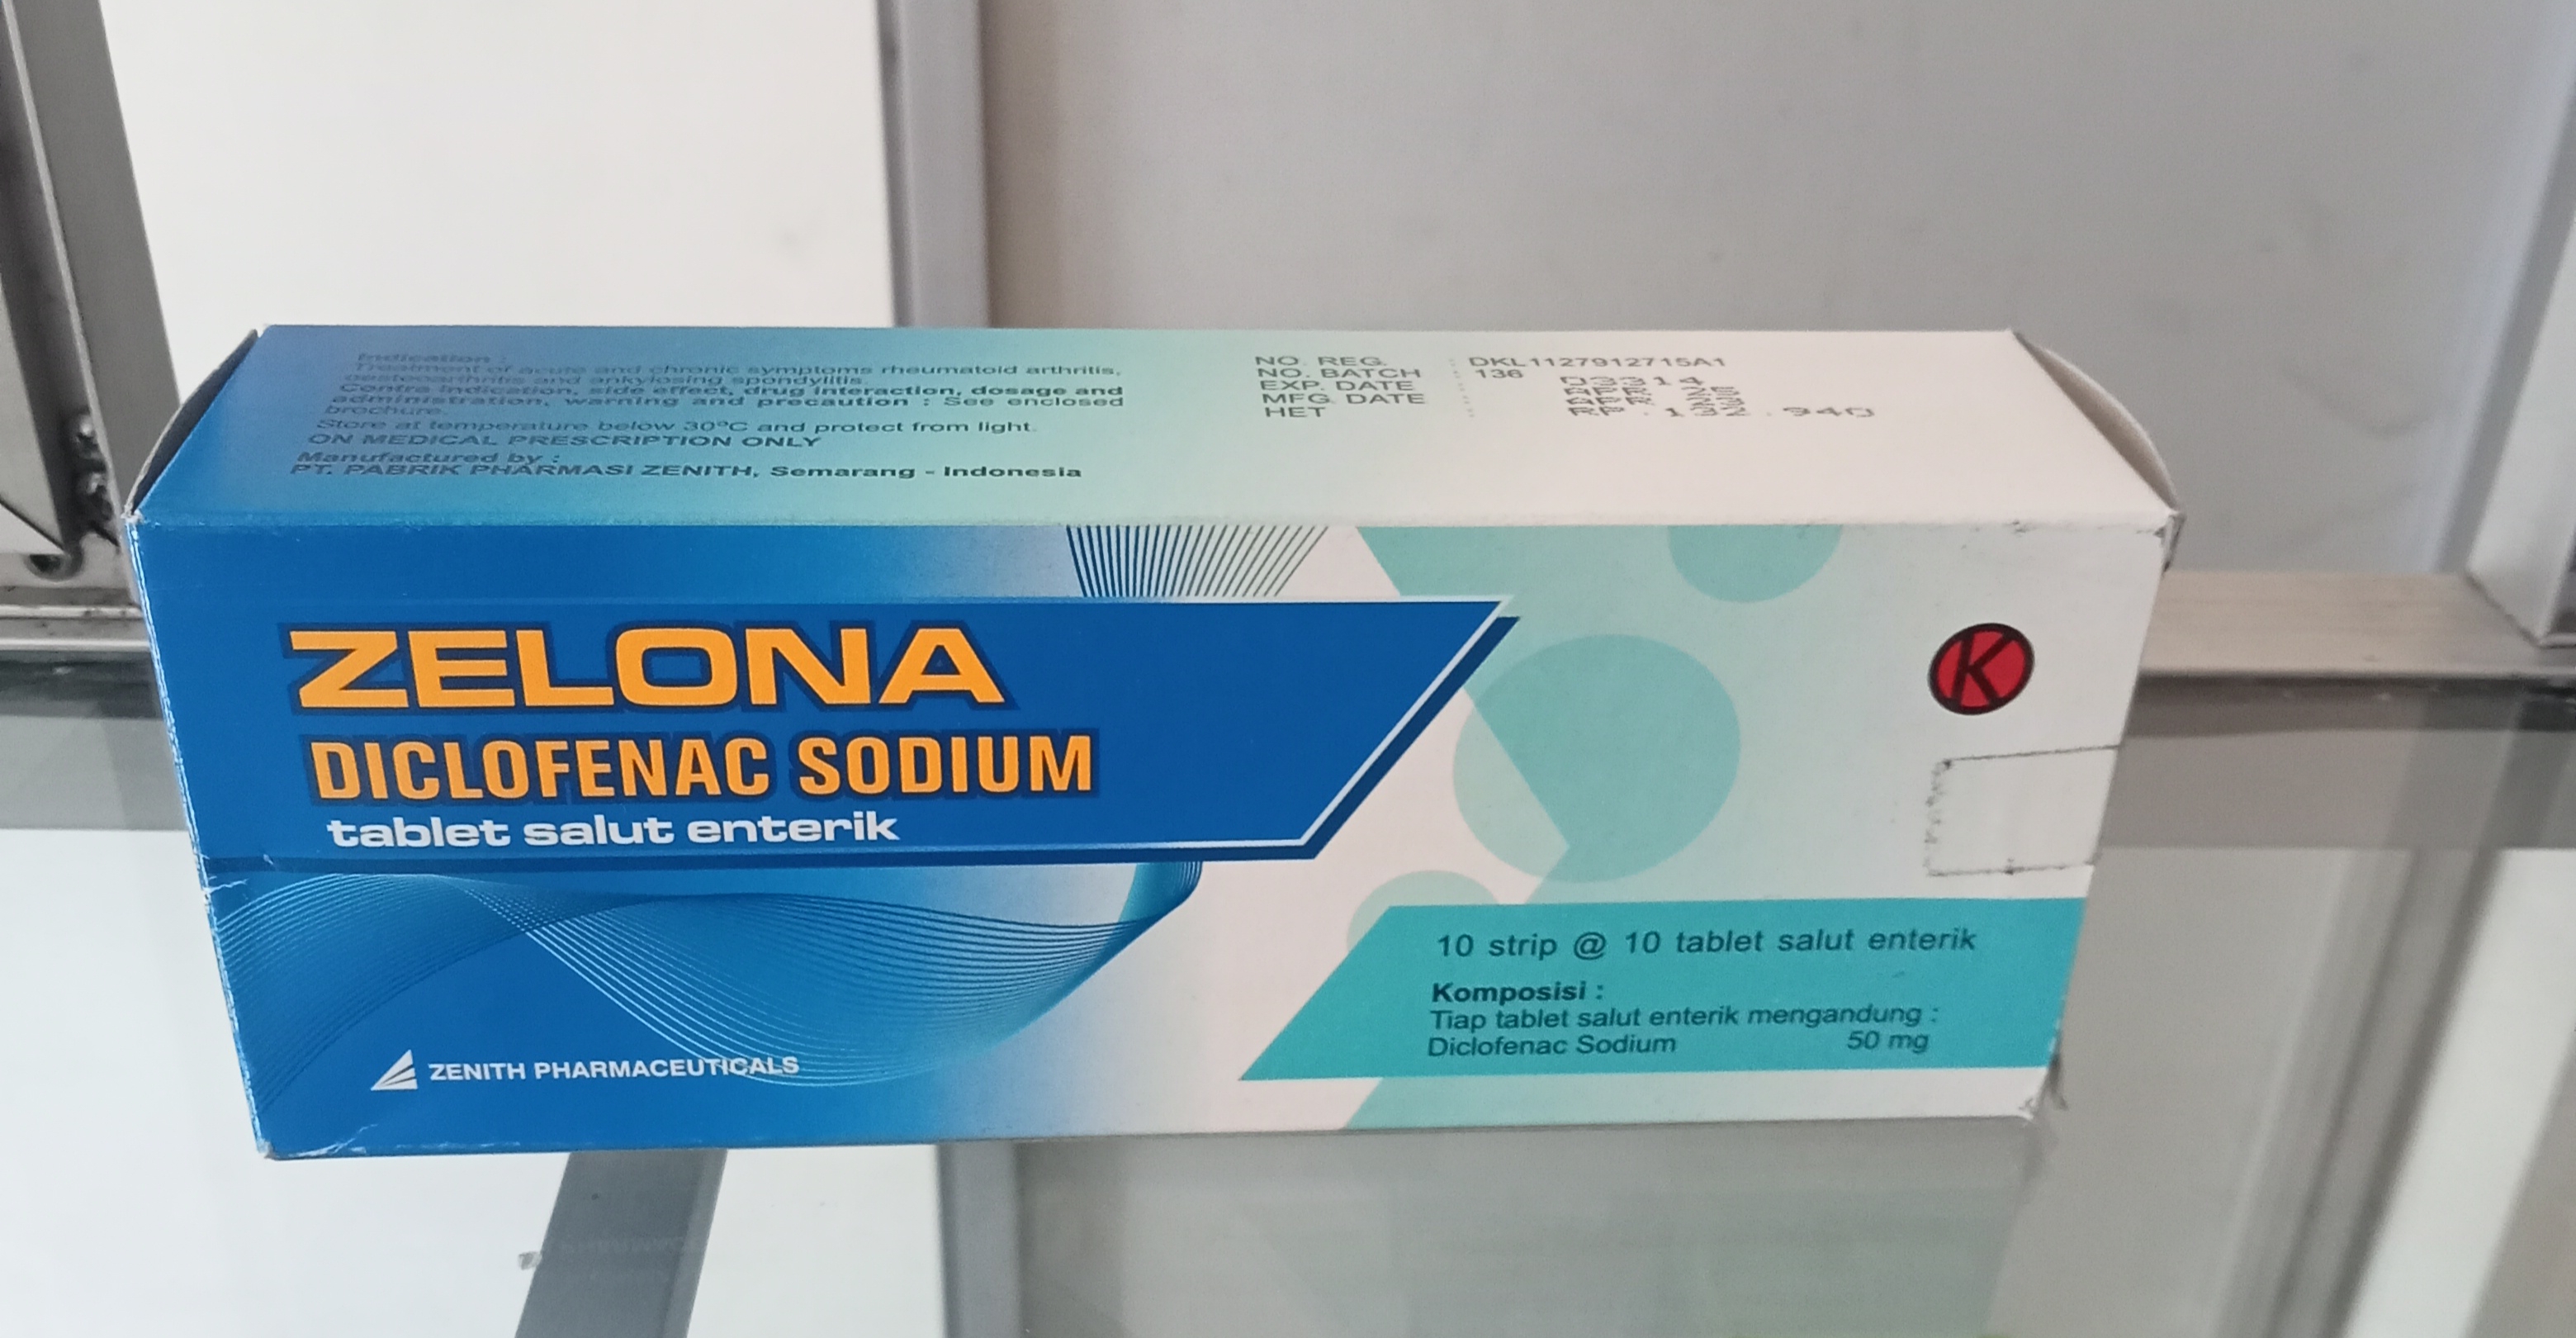 Indication :
Treatment of acute and chronic symptoms rheumatoid arthritis,
oesteoarthritis and ankylosing spondylitis.
Contra Indication, side effect, drug interaction, dosage and
administration, warning and precaution : See enclosed
brochure.
Store at temperature below 30°C and protect from light.
ON MEDICAL PRESCRIPTION ONLY
Manufactured by :
PT. PABRIK PHARMASI ZENITH, Semarang - Indonesia
NO. REG. : DKL1127912715A1
NO. BATCH : 136
EXP. DATE :
MFG. DATE :
HET :
ZELONA
DICLOFENAC SODIUM
tablet salut enterik
K
ZENITH PHARMACEUTICALS
10 strip @ 10 tablet salut enterik
Komposisi :
Tiap tablet salut enterik mengandung :
Diclofenac Sodium 50 mg